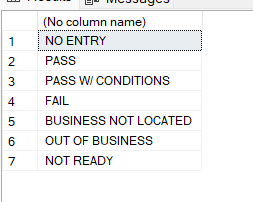 Messages
(No column name)
1 NO ENTRY
2 PASS
3 PASS W/ CONDITIONS
4 FAIL
5 BUSINESS NOT LOCATED
6 OUT OF BUSINESS
7 NOT READY